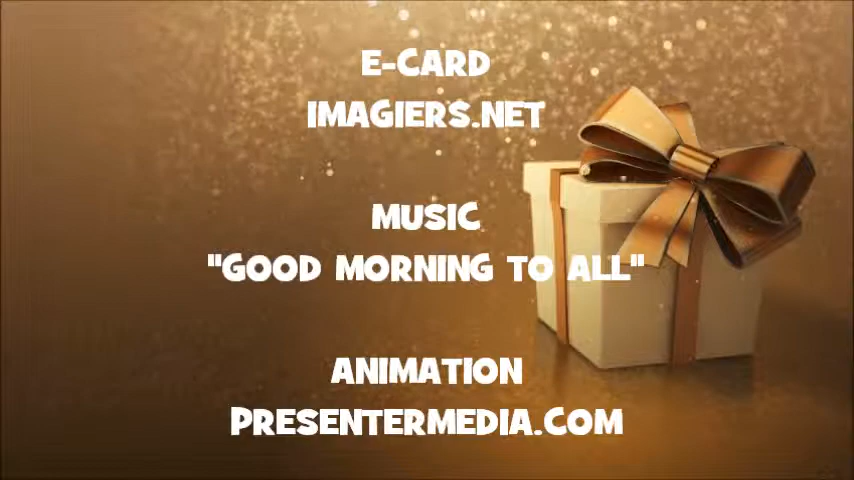 E-CARD
IMAGIERS.NET
MUSIC
"GOOD MORNING TO ALL"
ANIMATION
PRESENTERMEDIA.COM